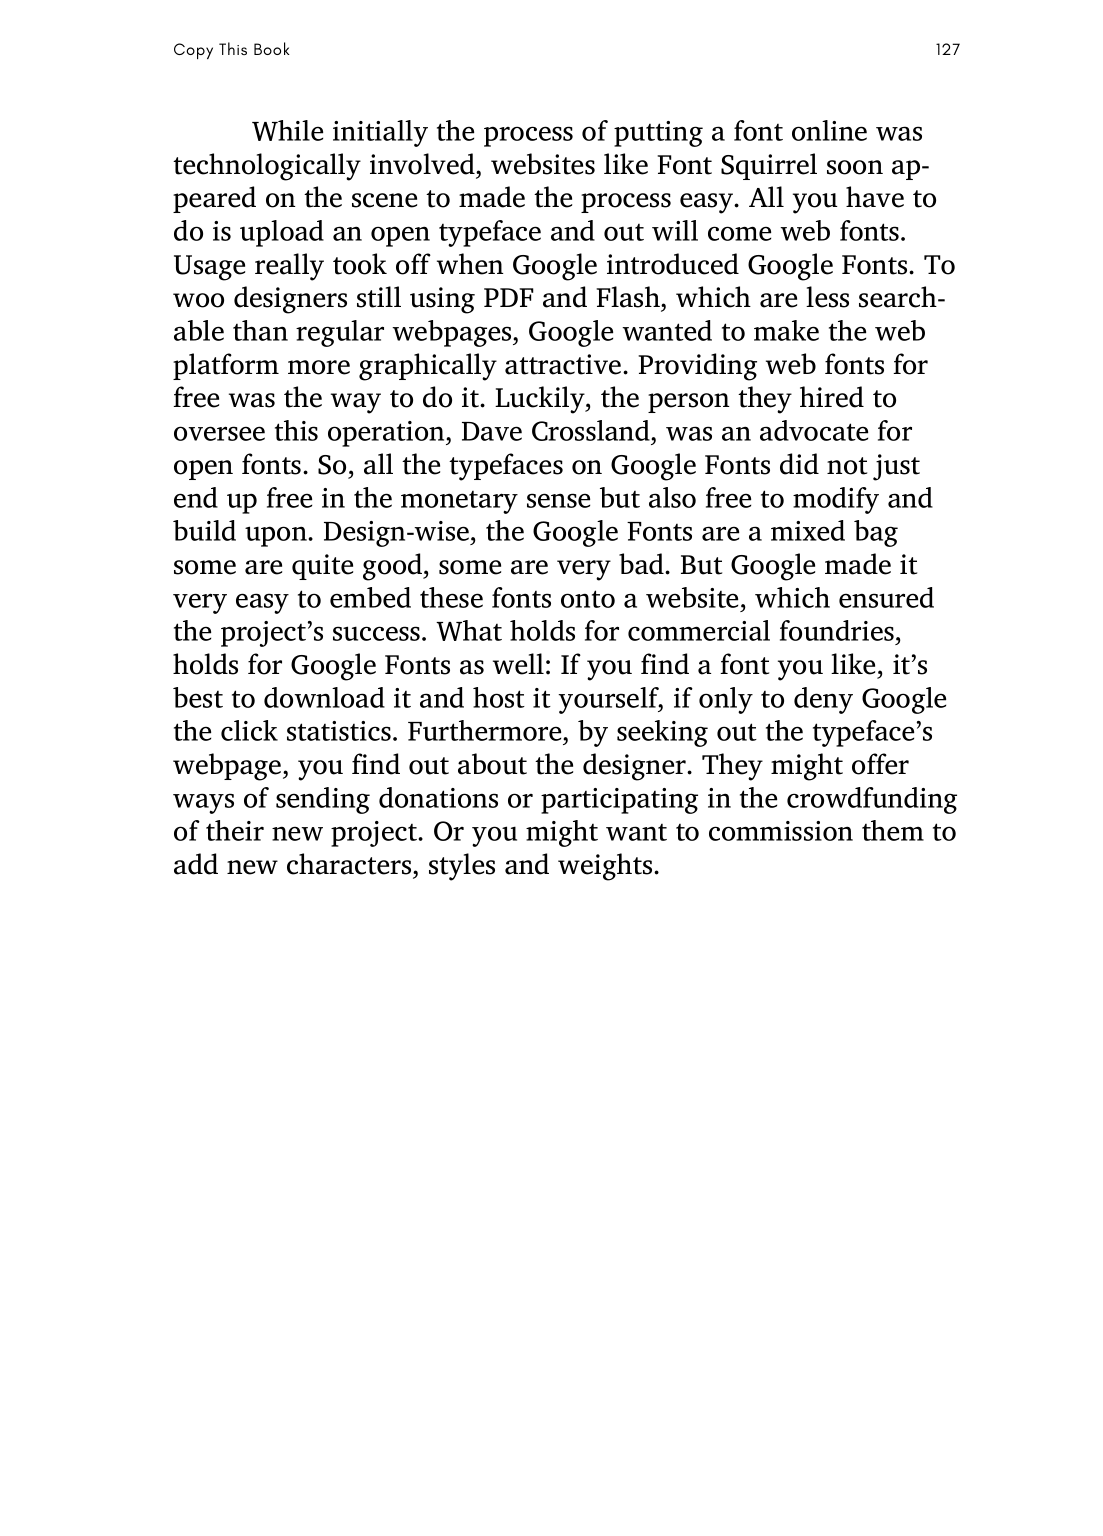 Copy This Book 127
While initially the process of putting a font online was
technologically involved, websites like Font Squirrel soon ap-
peared on the scene to made the process easy. All you have to
do is upload an open typeface and out will come web fonts.
Usage really took off when Google introduced Google Fonts. To
woo designers still using PDF and Flash, which are less search-
able than regular webpages, Google wanted to make the web
platform more graphically attractive. Providing web fonts for
free was the way to do it. Luckily, the person they hired to
oversee this operation, Dave Crossland, was an advocate for
open fonts. So, all the typefaces on Google Fonts did not just
end up free in the monetary sense but also free to modify and
build upon. Design-wise, the Google Fonts are a mixed bag
some are quite good, some are very bad. But Google made it
very easy to embed these fonts onto a website, which ensured
the project’s success. What holds for commercial foundries,
holds for Google Fonts as well: If you find a font you like, it’s
best to download it and host it yourself, if only to deny Google
the click statistics. Furthermore, by seeking out the typeface’s
webpage, you find out about the designer. They might offer
ways of sending donations or participating in the crowdfunding
of their new project. Or you might want to commission them to
add new characters, styles and weights.